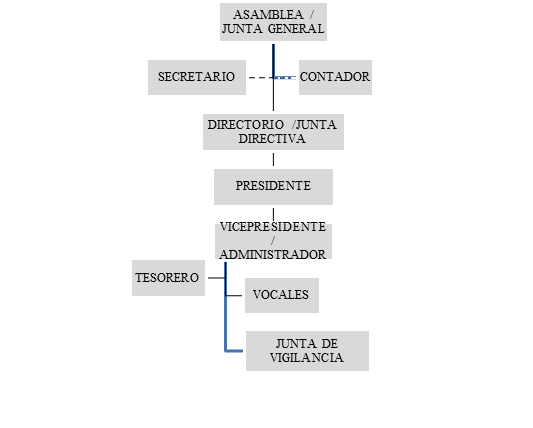 ASAMBLEA /
JUNTA GENERAL
SECRETARIO
CONTADOR
DIRECTORIO /JUNTA
DIRECTIVA
PRESIDENTE
VICEPRESIDENTE
/
ADMINISTRADOR
TESORERO
VOCALES
JUNTA DE
VIGILANCIA